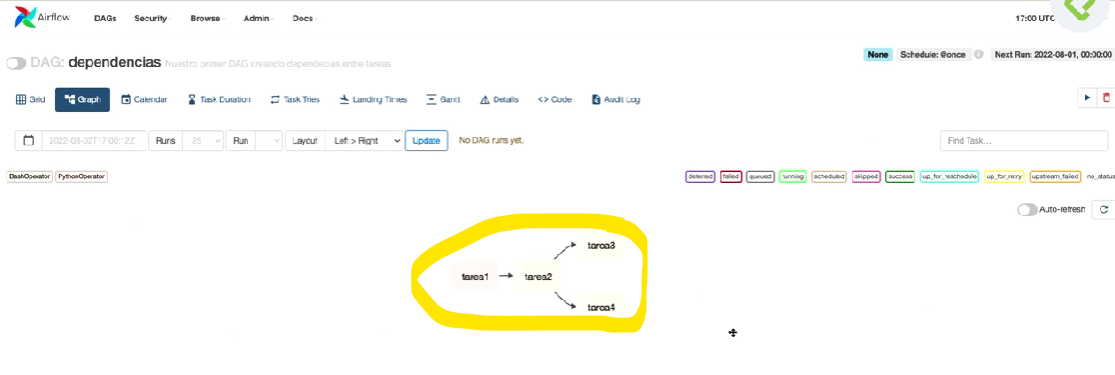 Airflow DAGs Security Browse Admin Docs 17:00 UTC
DAG: dependencias Nuestro primer DAG creando dependecias entre tareas None Schedule: @once Next Run: 2022-08-01, 00:00:00
Grid Graph Calendar Task Duration Task Tries Landing Times Gantt Details <> Code Audit Log
2022-08-02T17:00:12Z Runs 25 Run Layout Left > Right Update No DAG runs yet. Find Task...
BashOperator PythonOperator deferred failed queued running scheduled skipped success up_for_reschedule up_for_retry upstream_failed no_status
Auto-refresh
tarea3
tarea1 tarea2
tarea4